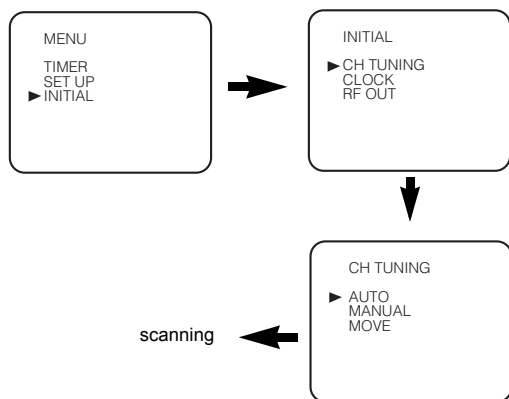 MENU
TIMER
SET UP
INITIAL
INITIAL
CH TUNING
CLOCK
RF OUT
CH TUNING
AUTO
MANUAL
MOVE
scanning